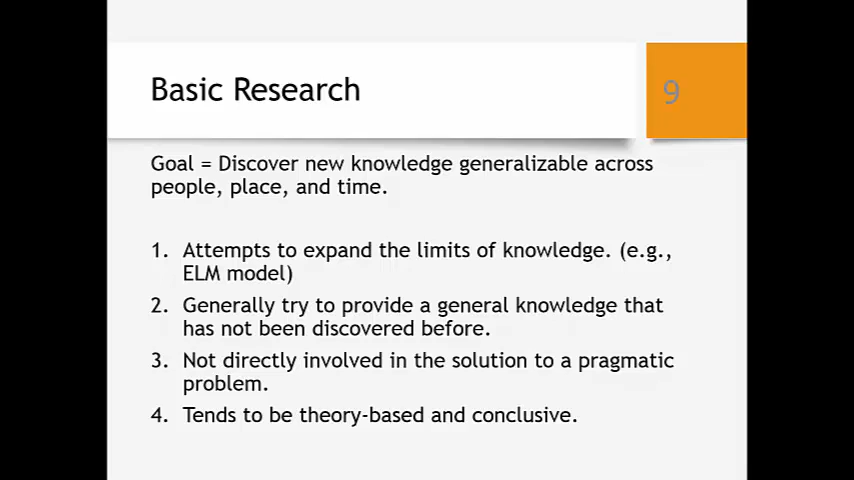 Basic Research
9
Goal = Discover new knowledge generalizable across
people, place, and time.
1. Attempts to expand the limits of knowledge. (e.g.,
ELM model)
2. Generally try to provide a general knowledge that
has not been discovered before.
3. Not directly involved in the solution to a pragmatic
problem.
4. Tends to be theory-based and conclusive.